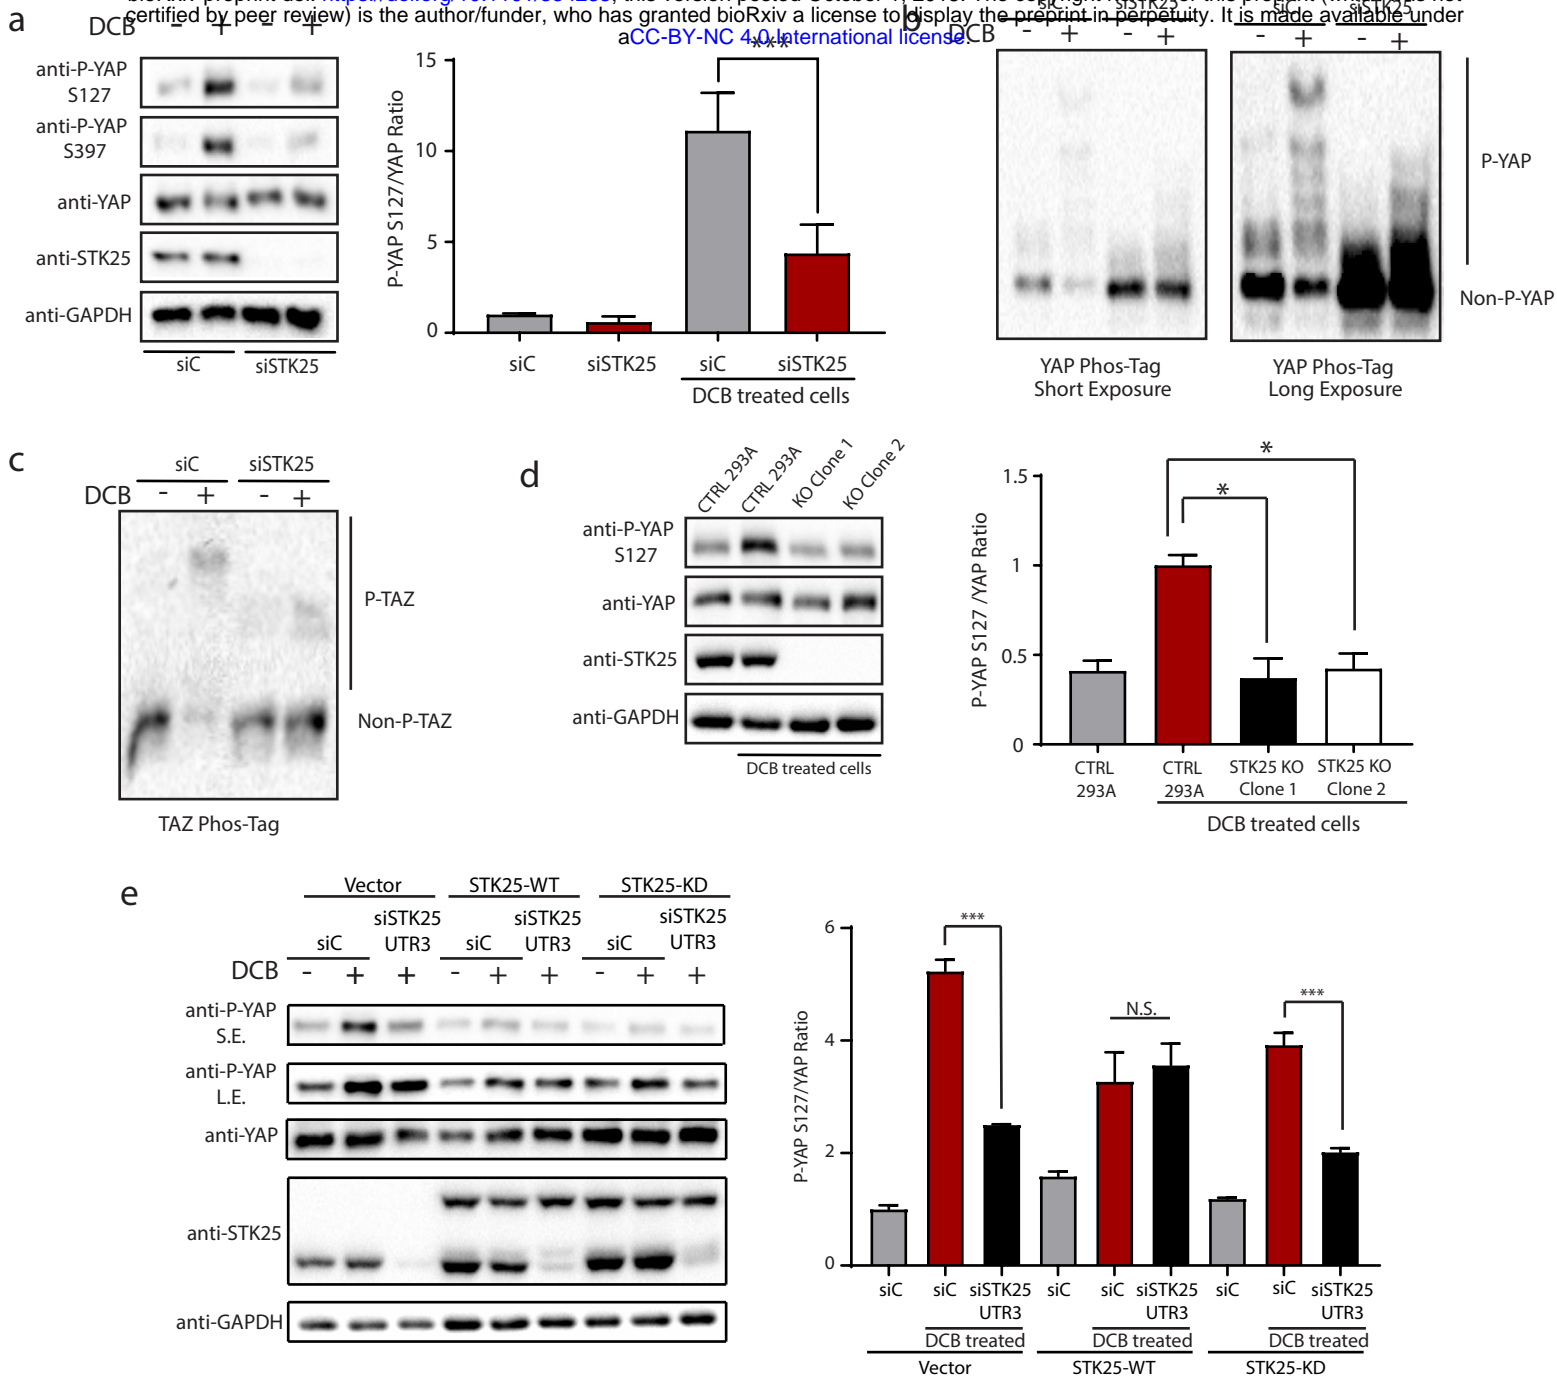 certified by peer review) is the author/funder, who has granted bioRxiv a license to display the preprint in perpetuity. It is made available under
aCC-BY-NC 4.0 International license.
a
DCB - + - +
anti-P-YAP
S127
anti-P-YAP
S397
anti-YAP
anti-STK25
anti-GAPDH
siC siSTK25
P-YAP S127/YAP Ratio
15
10
5
0
***
siC siSTK25 siC siSTK25
DCB treated cells
b
siC siSTK25 siC siSTK25
DCB - + - + - + - +
P-YAP
Non-P-YAP
YAP Phos-Tag
Short Exposure
YAP Phos-Tag
Long Exposure
c
siC siSTK25
DCB - + - +
P-TAZ
Non-P-TAZ
TAZ Phos-Tag
d
CTRL 293A
CTRL 293A
KO Clone 1
KO Clone 2
anti-P-YAP
S127
anti-YAP
anti-STK25
anti-GAPDH
DCB treated cells
P-YAP S127 /YAP Ratio
1.5
1
0.5
0
*
*
CTRL
293A
CTRL
293A
STK25 KO
Clone 1
STK25 KO
Clone 2
DCB treated cells
e
Vector STK25-WT STK25-KD
siC siSTK25
UTR3
siC siSTK25
UTR3
siC siSTK25
UTR3
DCB - + + - + + - + +
anti-P-YAP
S.E.
anti-P-YAP
L.E.
anti-YAP
anti-STK25
anti-GAPDH
P-YAP S127/YAP Ratio
6
4
2
0
***
N.S.
***
siC siC siSTK25
UTR3
siC siC siSTK25
UTR3
siC siC siSTK25
UTR3
DCB treated DCB treated DCB treated
Vector STK25-WT STK25-KD